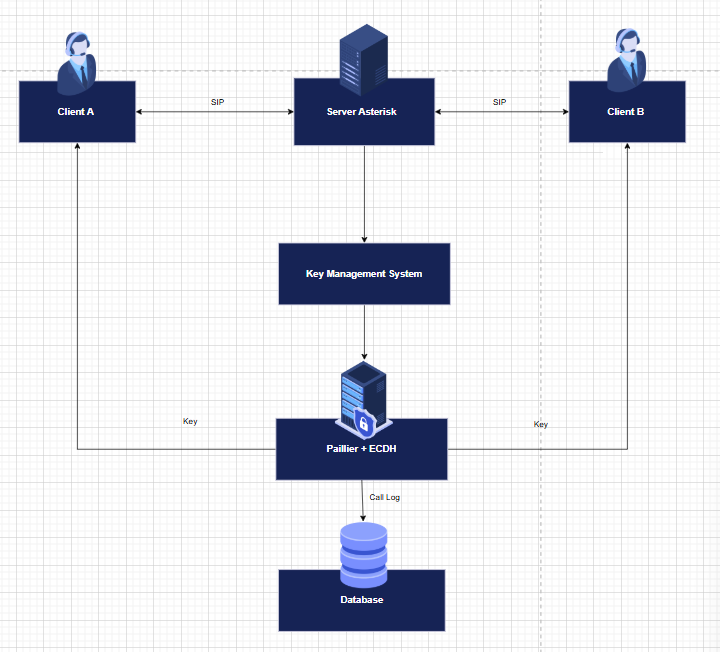 Client A
SIP
Server Asterisk
SIP
Client B
Key Management System
Key
Key
Paillier + ECDH
Call Log
Database